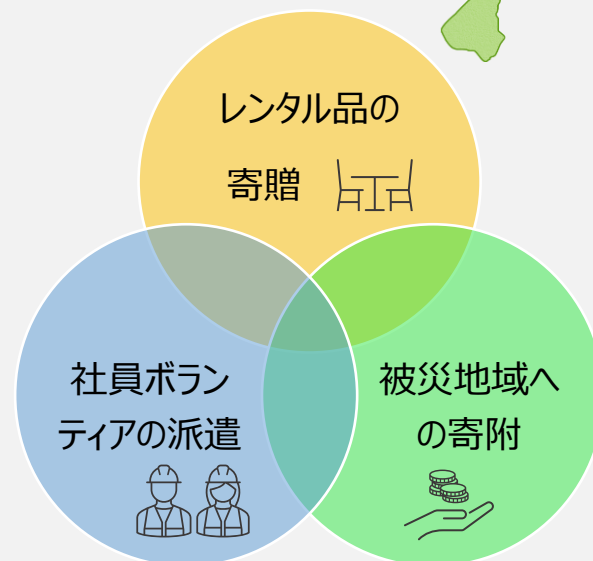 レンタル品の
寄贈
社員ボラン
ティアの派遣
被災地域へ
の寄附